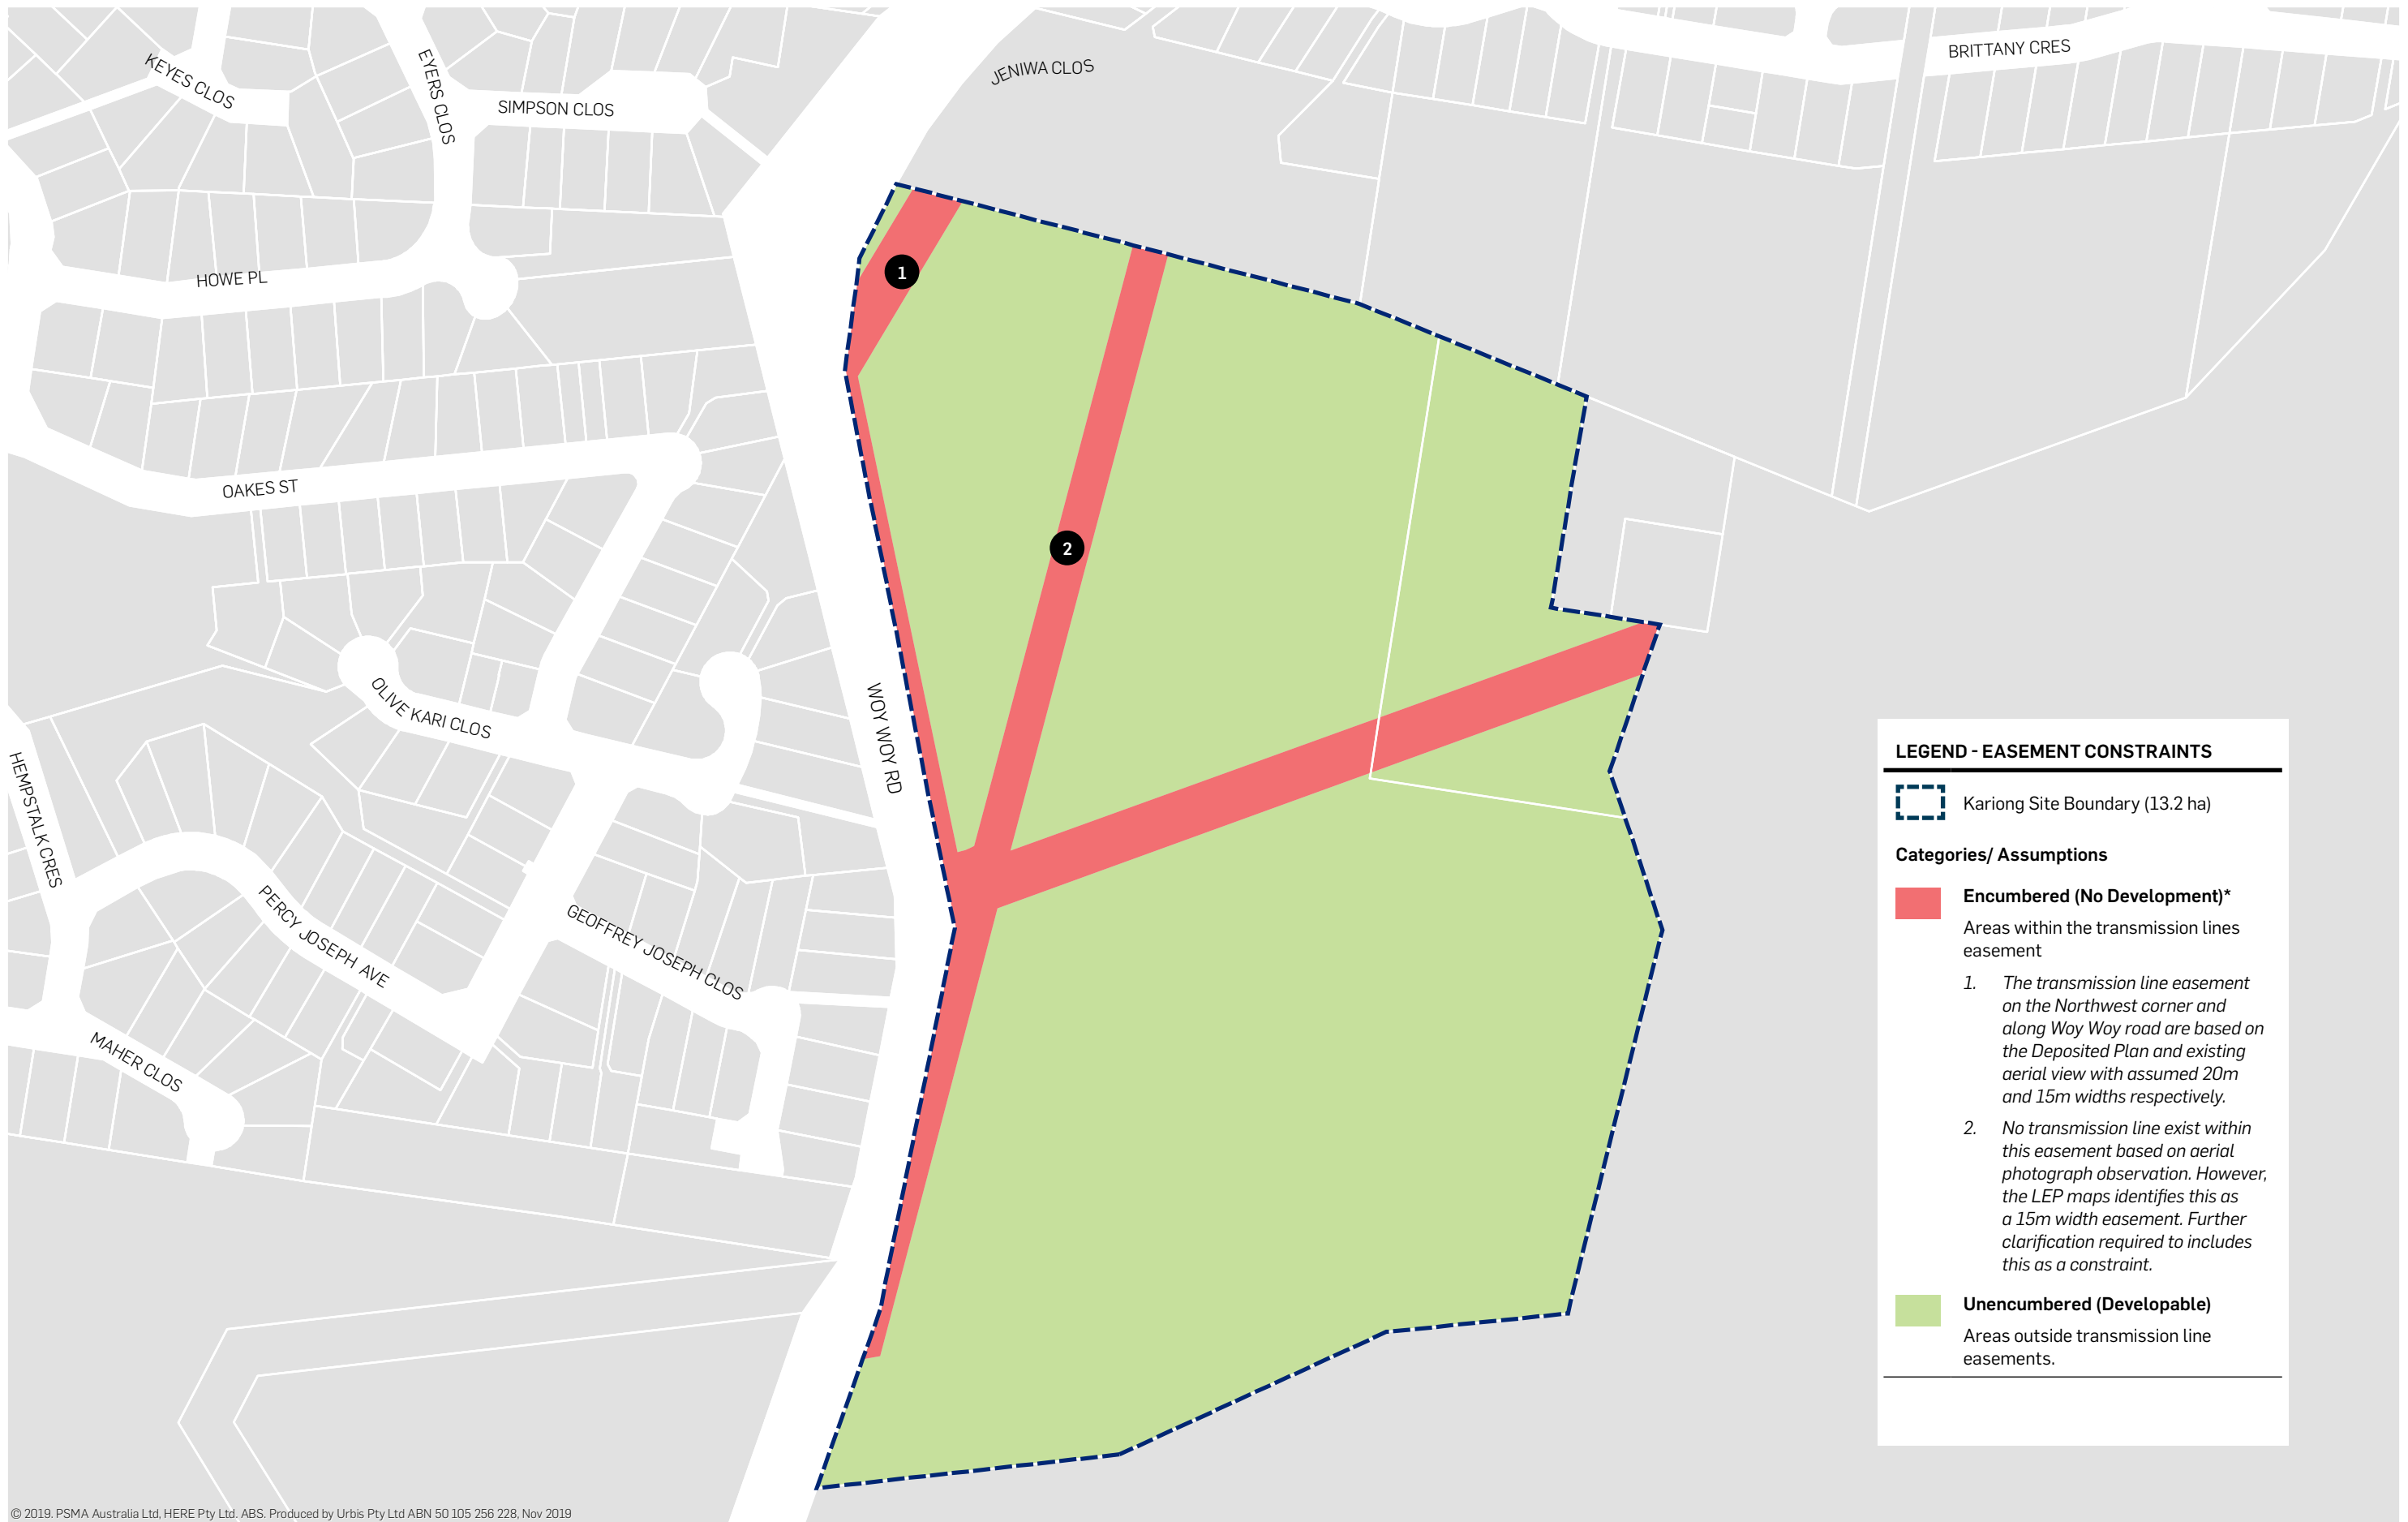 KEYES CLOS
EYERS CLOS
SIMPSON CLOS
JENIWA CLOS
BRITTANY CRES
HOWE PL
1
OAKES ST
2
OLIVE KARI CLOS
WOY WOY RD
HEMPSTALK CRES
PERCY JOSEPH AVE
GEOFFREY JOSEPH CLOS
MAHER CLOS
LEGEND - EASEMENT CONSTRAINTS
Kariong Site Boundary (13.2 ha)
Categories/ Assumptions
Encumbered (No Development)*
Areas within the transmission lines
easement
1. The transmission line easement
on the Northwest corner and
along Woy Woy road are based on
the Deposited Plan and existing
aerial view with assumed 20m
and 15m widths respectively.
2. No transmission line exist within
this easement based on aerial
photograph observation. However,
the LEP maps identifies this as
a 15m width easement. Further
clarification required to includes
this as a constraint.
Unencumbered (Developable)
Areas outside transmission line
easements.
© 2019. PSMA Australia Ltd, HERE Pty Ltd. ABS. Produced by Urbis Pty Ltd ABN 50 105 256 228, Nov 2019